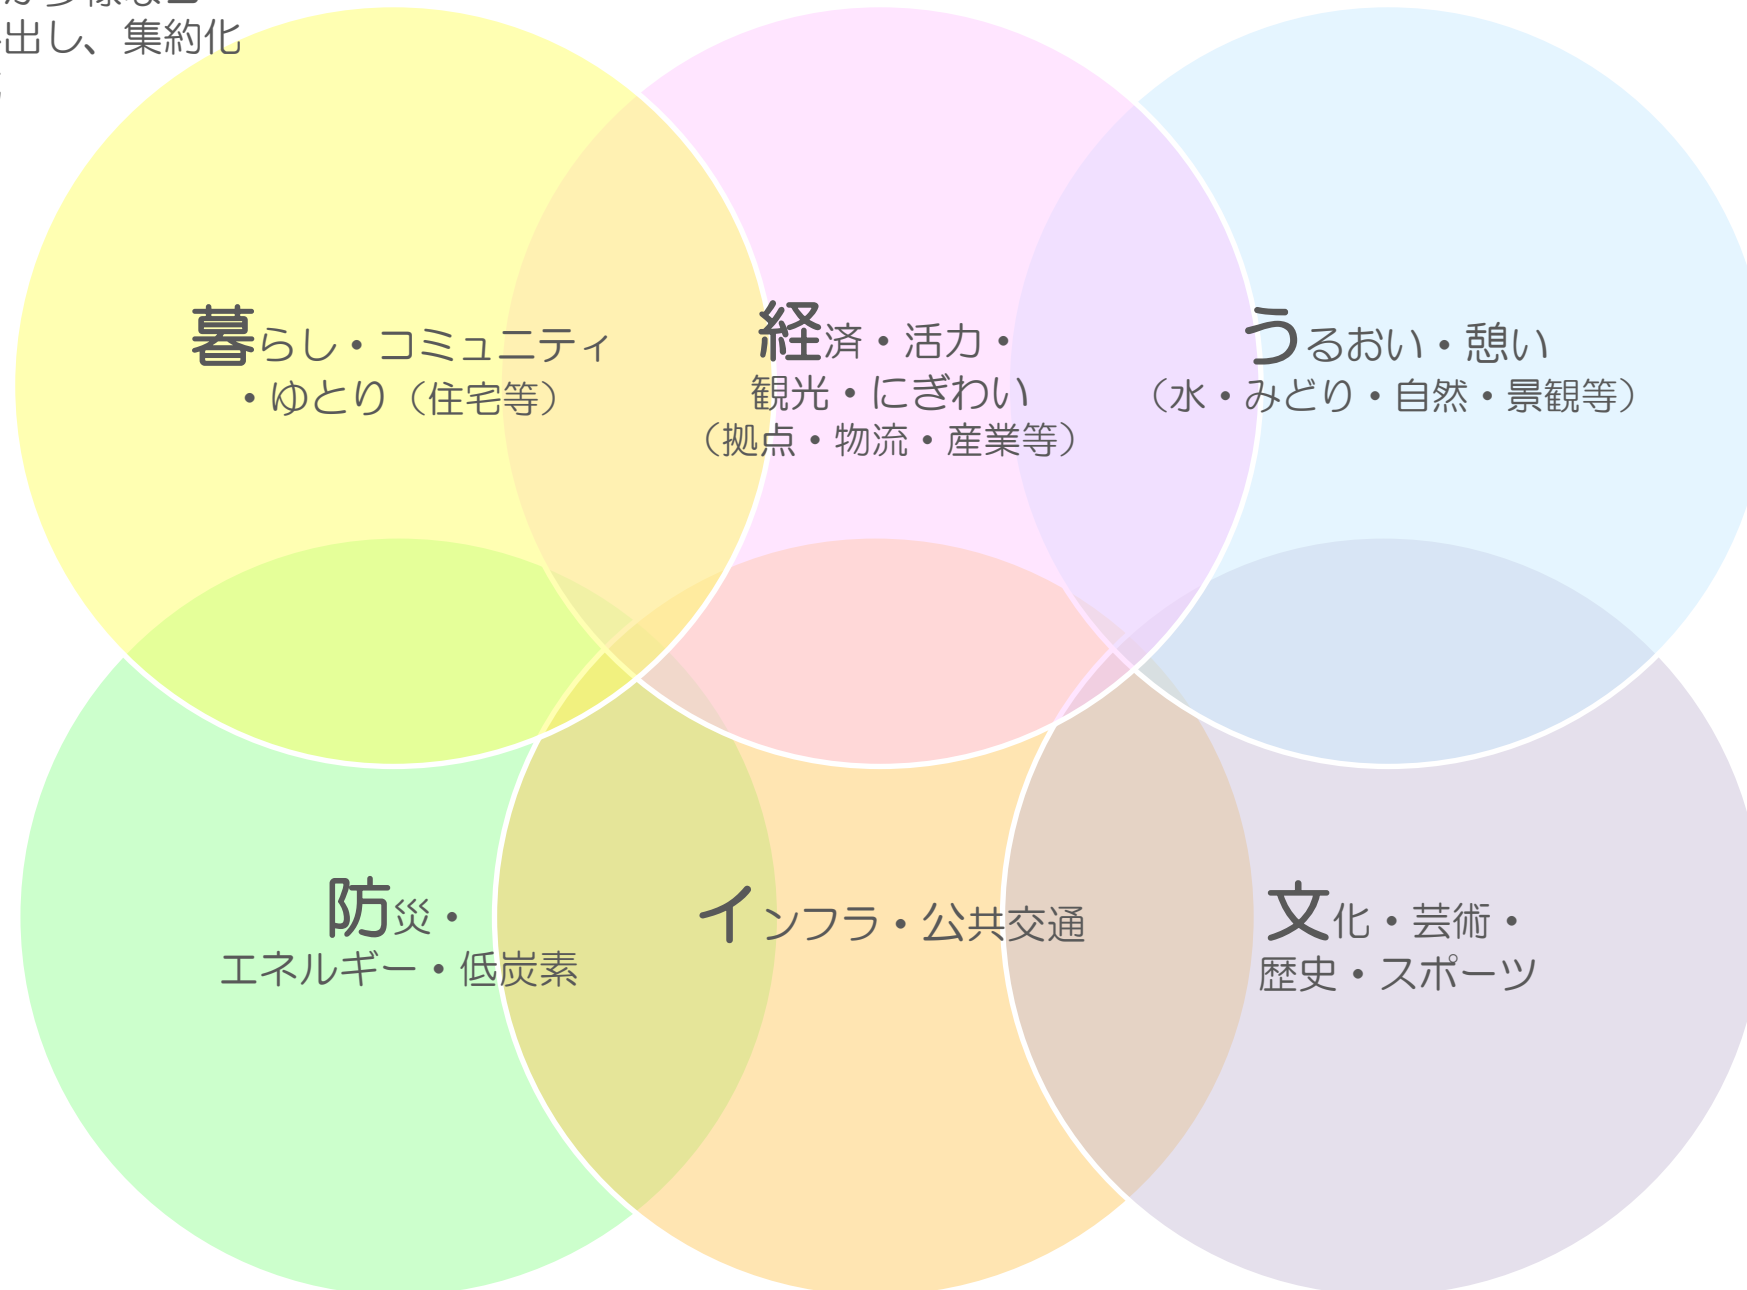 出し、集約化
暮らし・コミュニティ
・ゆとり（住宅等）
経済・活力・
観光・にぎわい
（拠点・物流・産業等）
うるおい・憩い
（水・みどり・自然・景観等）
防災・
エネルギー・低炭素
インフラ・公共交通
文化・芸術・
歴史・スポーツ